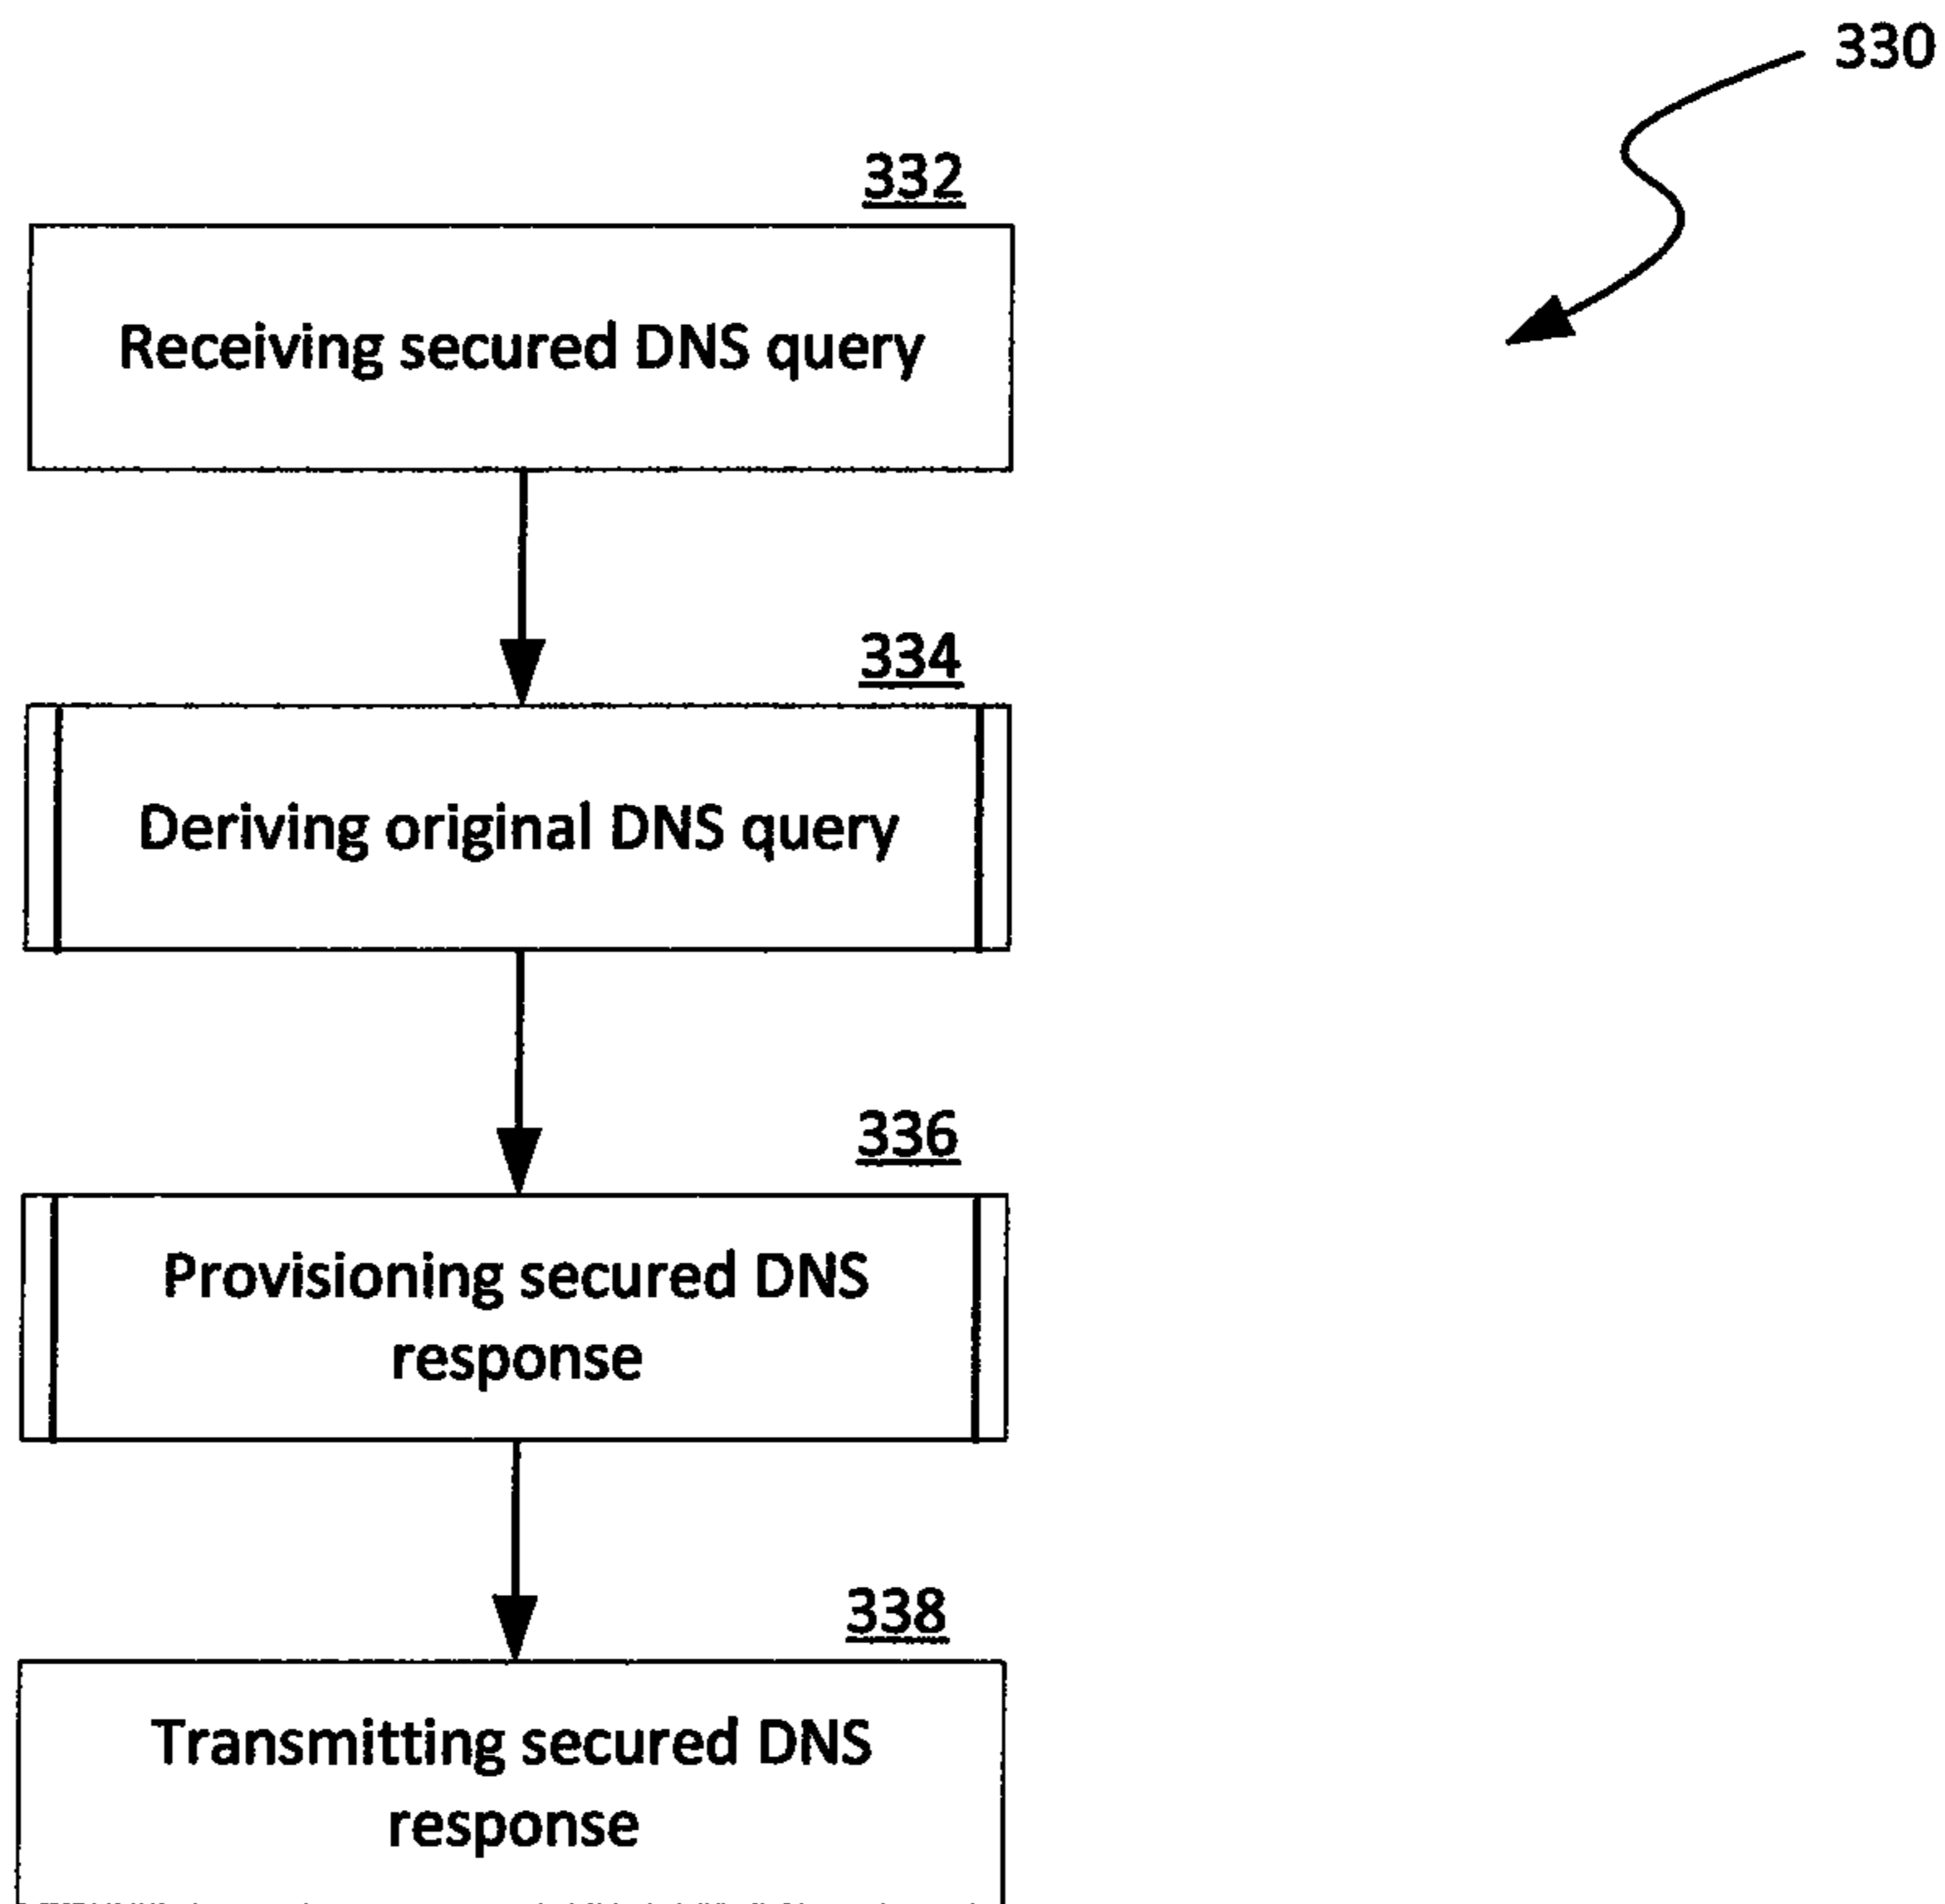 330
332
Receiving secured DNS query
334
Deriving original DNS query
336
Provisioning secured DNS
response
338
Transmitting secured DNS
response